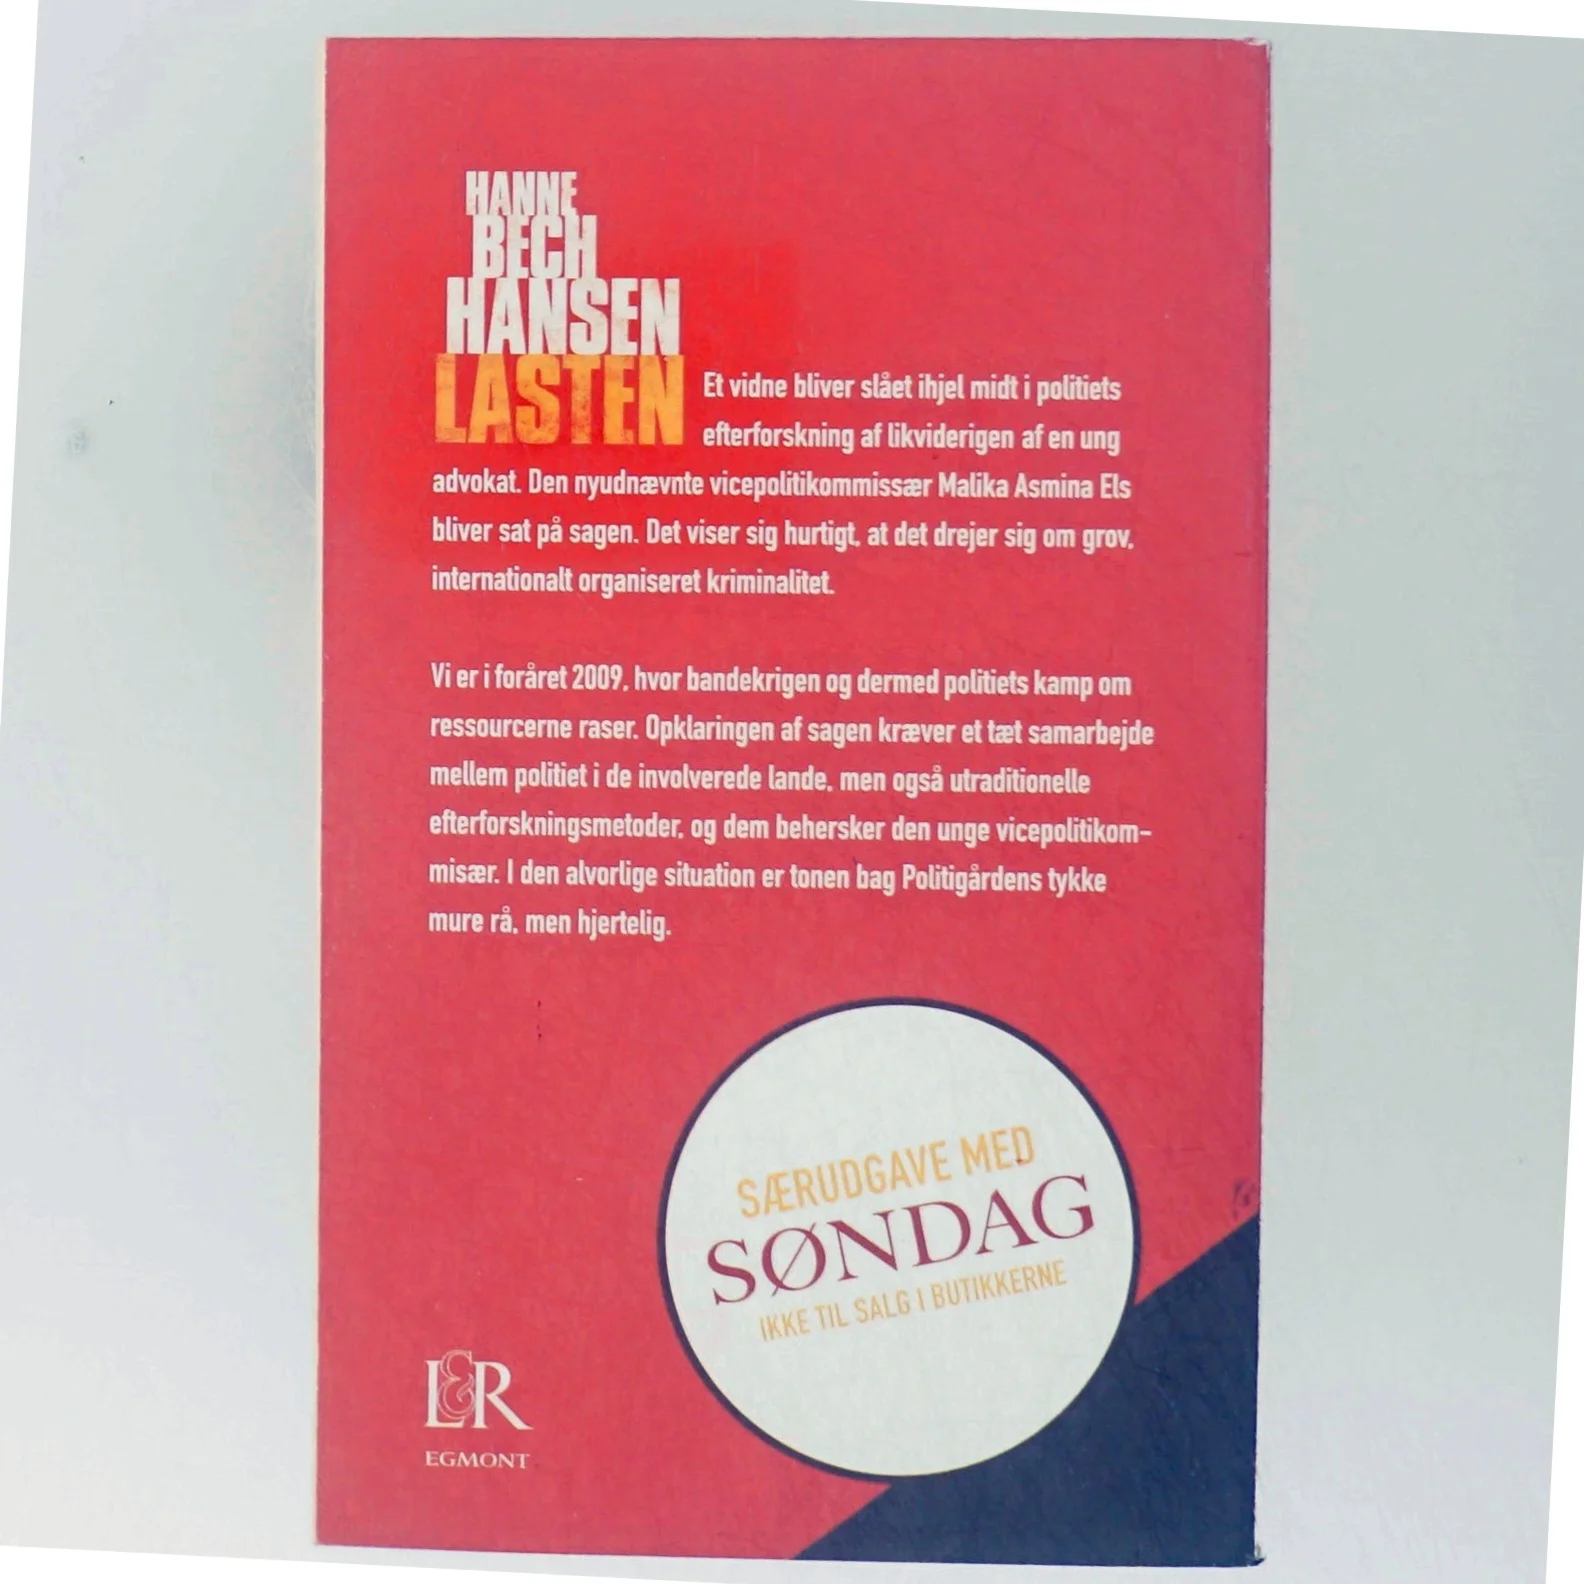 HANNE
BECH
HANSEN
LASTEN
Et vidne bliver slået ihjel midt i politiets
efterforskning af likviderigen af en ung
advokat. Den nyudnævnte vicepolitikommissær Malika Asmina Els
bliver sat på sagen. Det viser sig hurtigt, at det drejer sig om grov,
internationalt organiseret kriminalitet.
Vi er i foråret 2009, hvor bandekrigen og dermed politiets kamp om
ressourcerne raser. Opklaringen af sagen kræver et tæt samarbejde
mellem politiet i de involverede lande, men også utraditionelle
efterforskningsmetoder, og dem behersker den unge vicepolitikom-
misær. I den alvorlige situation er tonen bag Politigårdens tykke
mure rå, men hjertelig.
SÆRUDGAVE MED
SØNDAG
IKKE TIL SALG I BUTIKKERNE
L&R
EGMONT